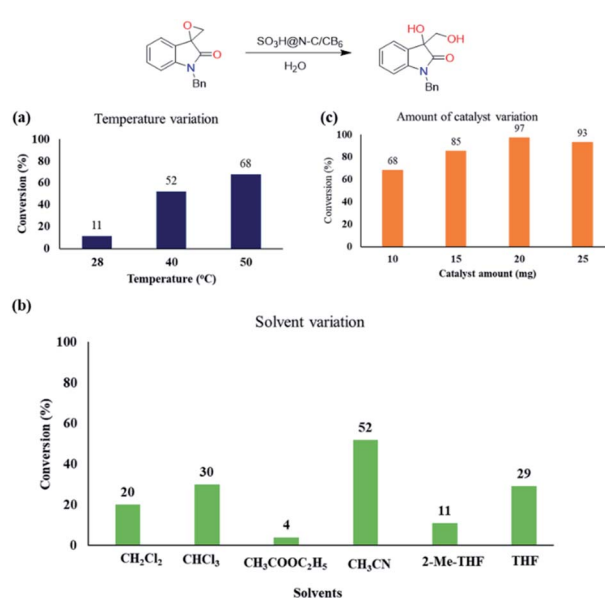 O
O
N
Bn
SO3H@N-C/CB6
H2O
HO
OH
O
N
Bn
(a)
Temperature variation
Conversion (%)
100
80
60
40
20
0
11
52
68
28 40 50
Temperature (°C)
(c)
Amount of catalyst variation
Conversion (%)
100
80
60
40
20
0
68
85
97
93
10 15 20 25
Catalyst amount (mg)
(b)
Solvent variation
Conversion (%)
100
80
60
40
20
0
20
30
4
52
11
29
CH2Cl2 CHCl3 CH3COOC2H5 CH3CN 2-Me-THF THF
Solvents